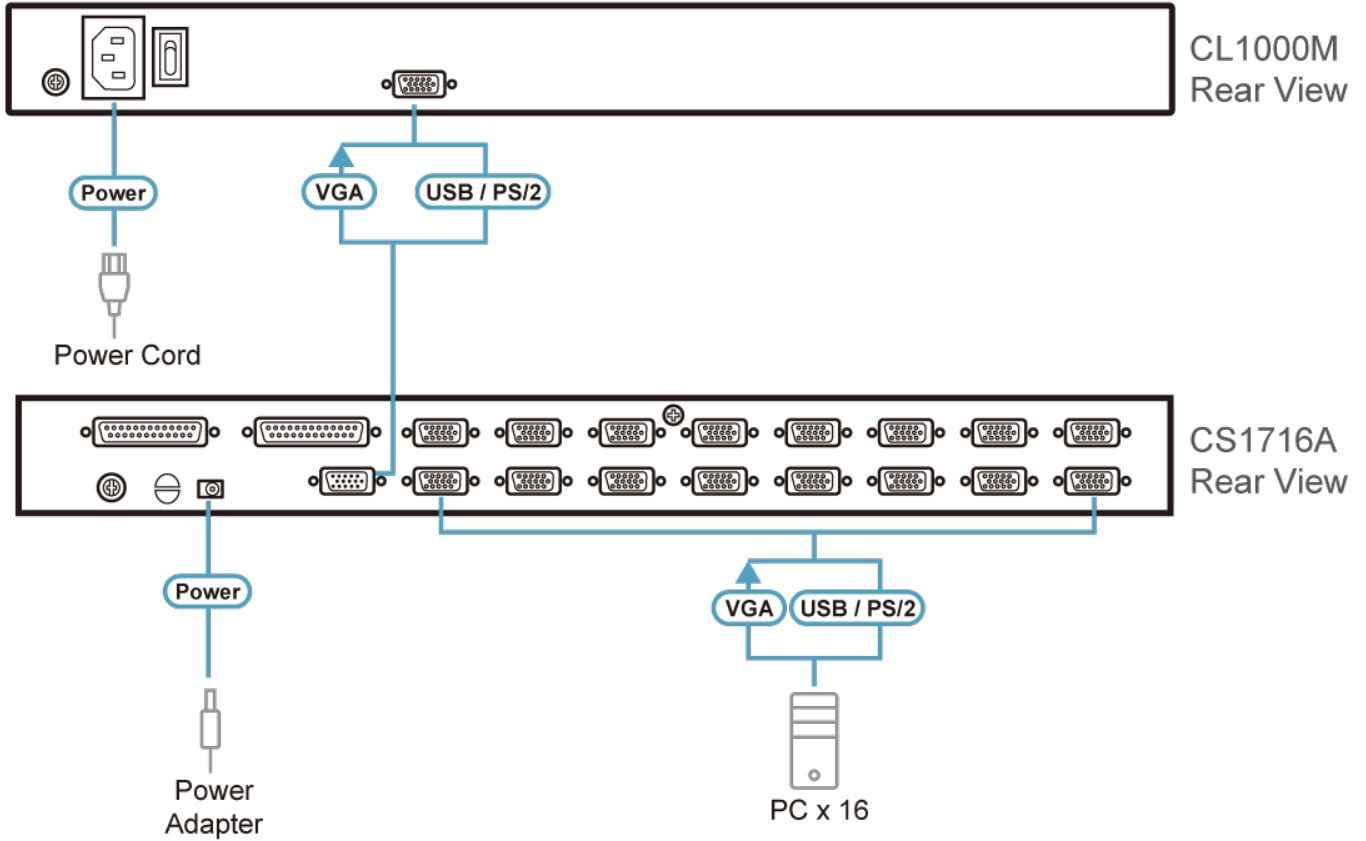 CL1000M
Rear View
Power
VGA
USB / PS/2
Power Cord
CS1716A
Rear View
Power
VGA
USB / PS/2
Power
Adapter
PC x 16